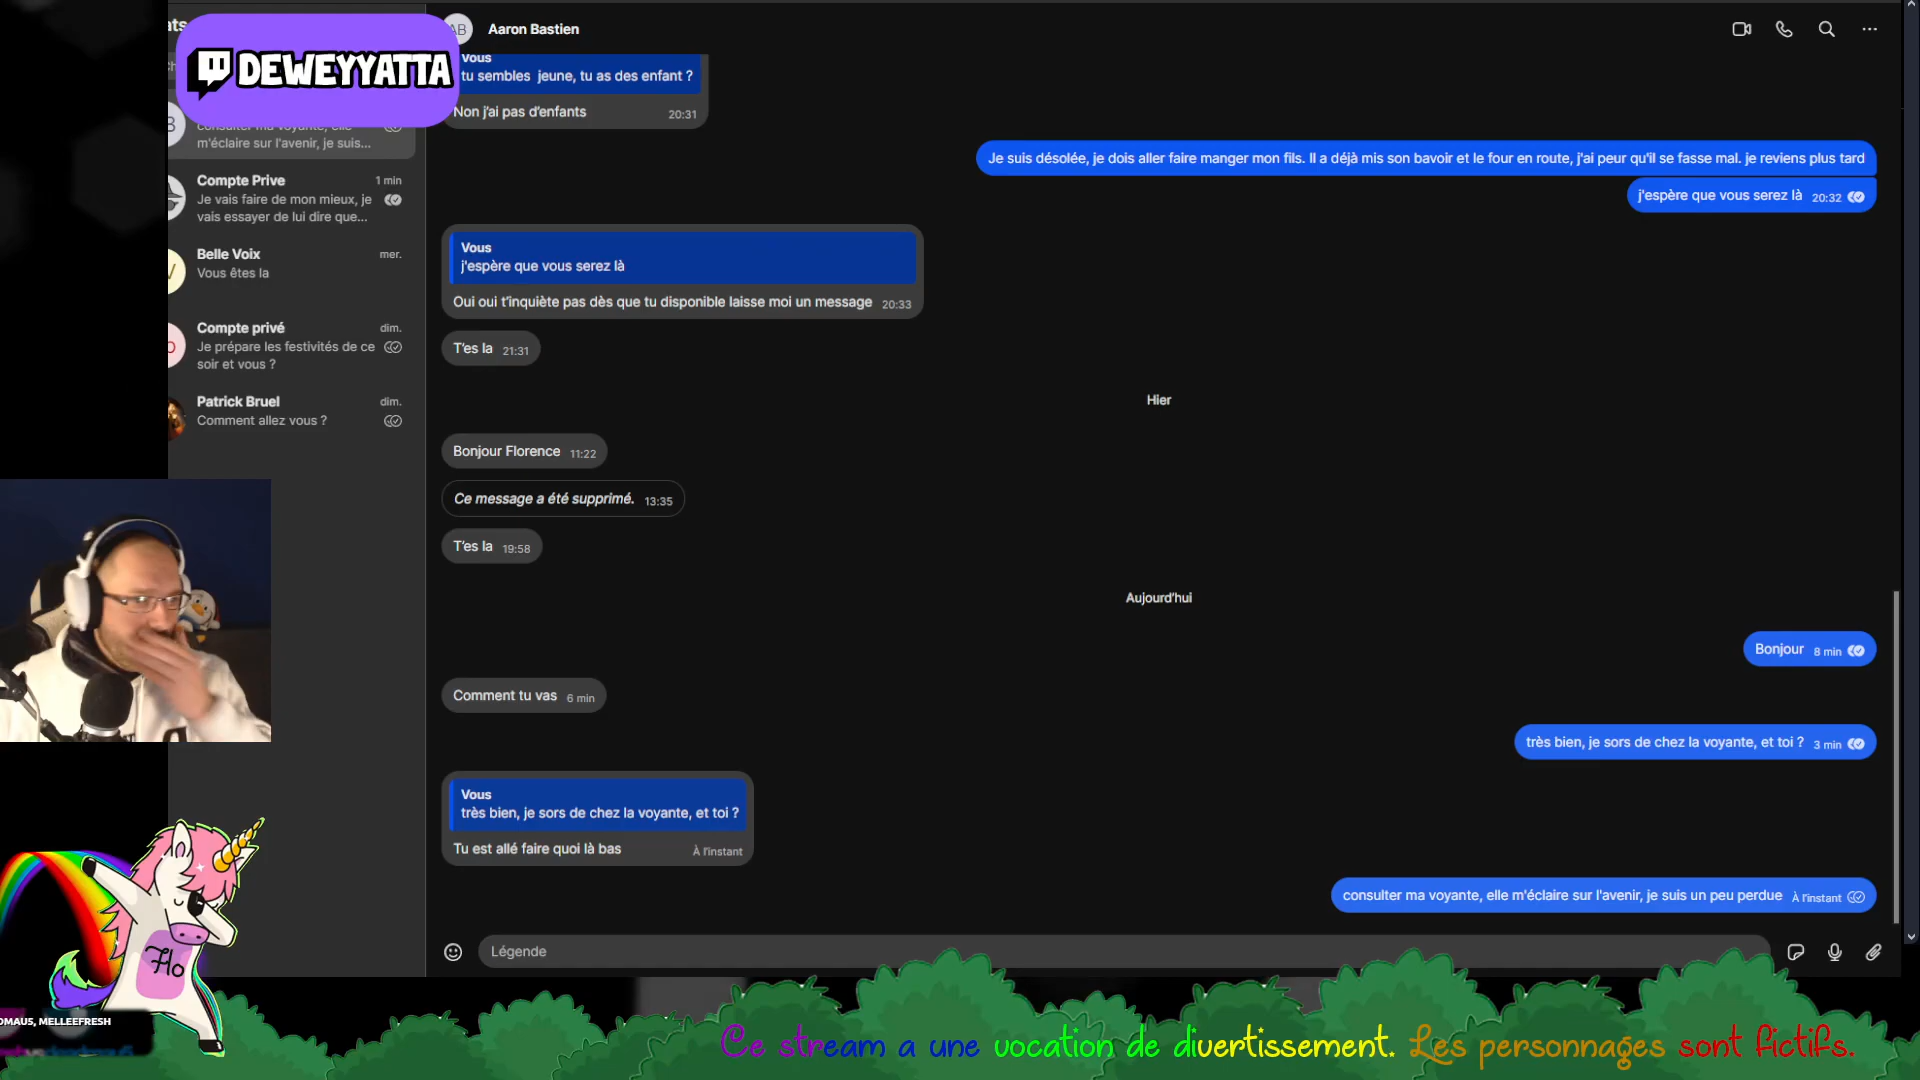 ats
DEWEYYATTA
AB
Aaron Bastien
Vous
tu sembles jeune, tu as des enfant ?
Non j'ai pas d'enfants 20:31
consulter ma voyante, elle
m'éclaire sur l'avenir, je suis...
Je suis désolée, je dois aller faire manger mon fils. Il a déjà mis son bavoir et le four en route, j'ai peur qu'il se fasse mal. je reviens plus tard
j'espère que vous serez là 20:32
Compte Prive 1 min
Je vais faire de mon mieux, je
vais essayer de lui dire que...
Belle Voix mer.
Vous êtes la
Compte privé dim.
Je prépare les festivités de ce
soir et vous ?
Patrick Bruel dim.
Comment allez vous ?
Vous
j'espère que vous serez là
Oui oui t'inquiète pas dès que tu disponible laisse moi un message 20:33
T'es la 21:31
Hier
Bonjour Florence 11:22
Ce message a été supprimé. 13:35
T'es la 19:58
Aujourd'hui
Bonjour 8 min
Comment tu vas 6 min
très bien, je sors de chez la voyante, et toi ? 3 min
Vous
très bien, je sors de chez la voyante, et toi ?
Tu est allé faire quoi là bas À l'instant
consulter ma voyante, elle m'éclaire sur l'avenir, je suis un peu perdue À l'instant
Légende
Flo
OMAU5, MELLEEFRESH
Ce stream a une vocation de divertissement. Les personnages sont fictifs.